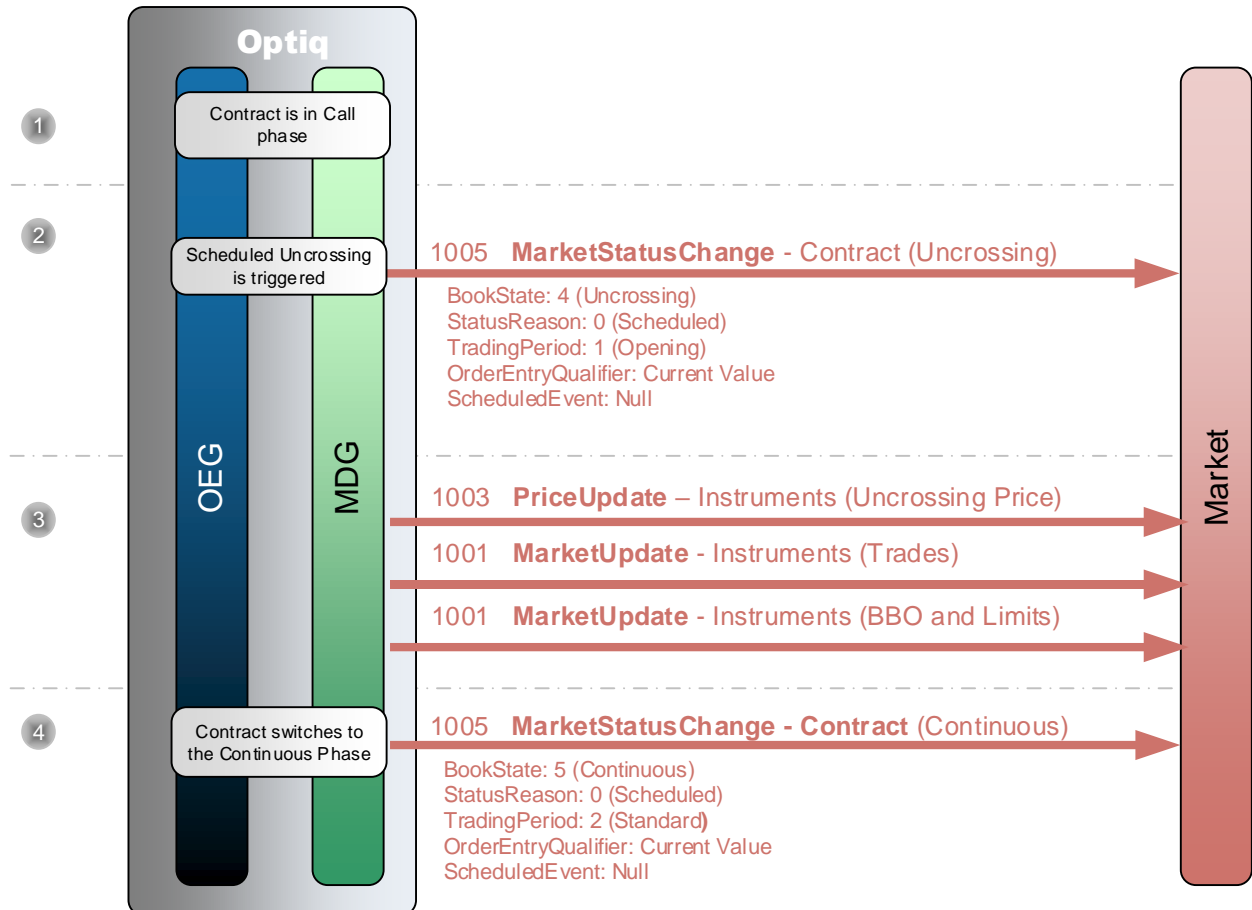 Optiq
1
Contract is in Call
phase
2
Scheduled Uncrossing
is triggered
1005 MarketStatusChange - Contract (Uncrossing)
BookState: 4 (Uncrossing)
StatusReason: 0 (Scheduled)
TradingPeriod: 1 (Opening)
OrderEntryQualifier: Current Value
ScheduledEvent: Null
OEG
MDG
Market
3
1003 PriceUpdate – Instruments (Uncrossing Price)
1001 MarketUpdate - Instruments (Trades)
1001 MarketUpdate - Instruments (BBO and Limits)
4
Contract switches to
the Continuous Phase
1005 MarketStatusChange - Contract (Continuous)
BookState: 5 (Continuous)
StatusReason: 0 (Scheduled)
TradingPeriod: 2 (Standard)
OrderEntryQualifier: Current Value
ScheduledEvent: Null